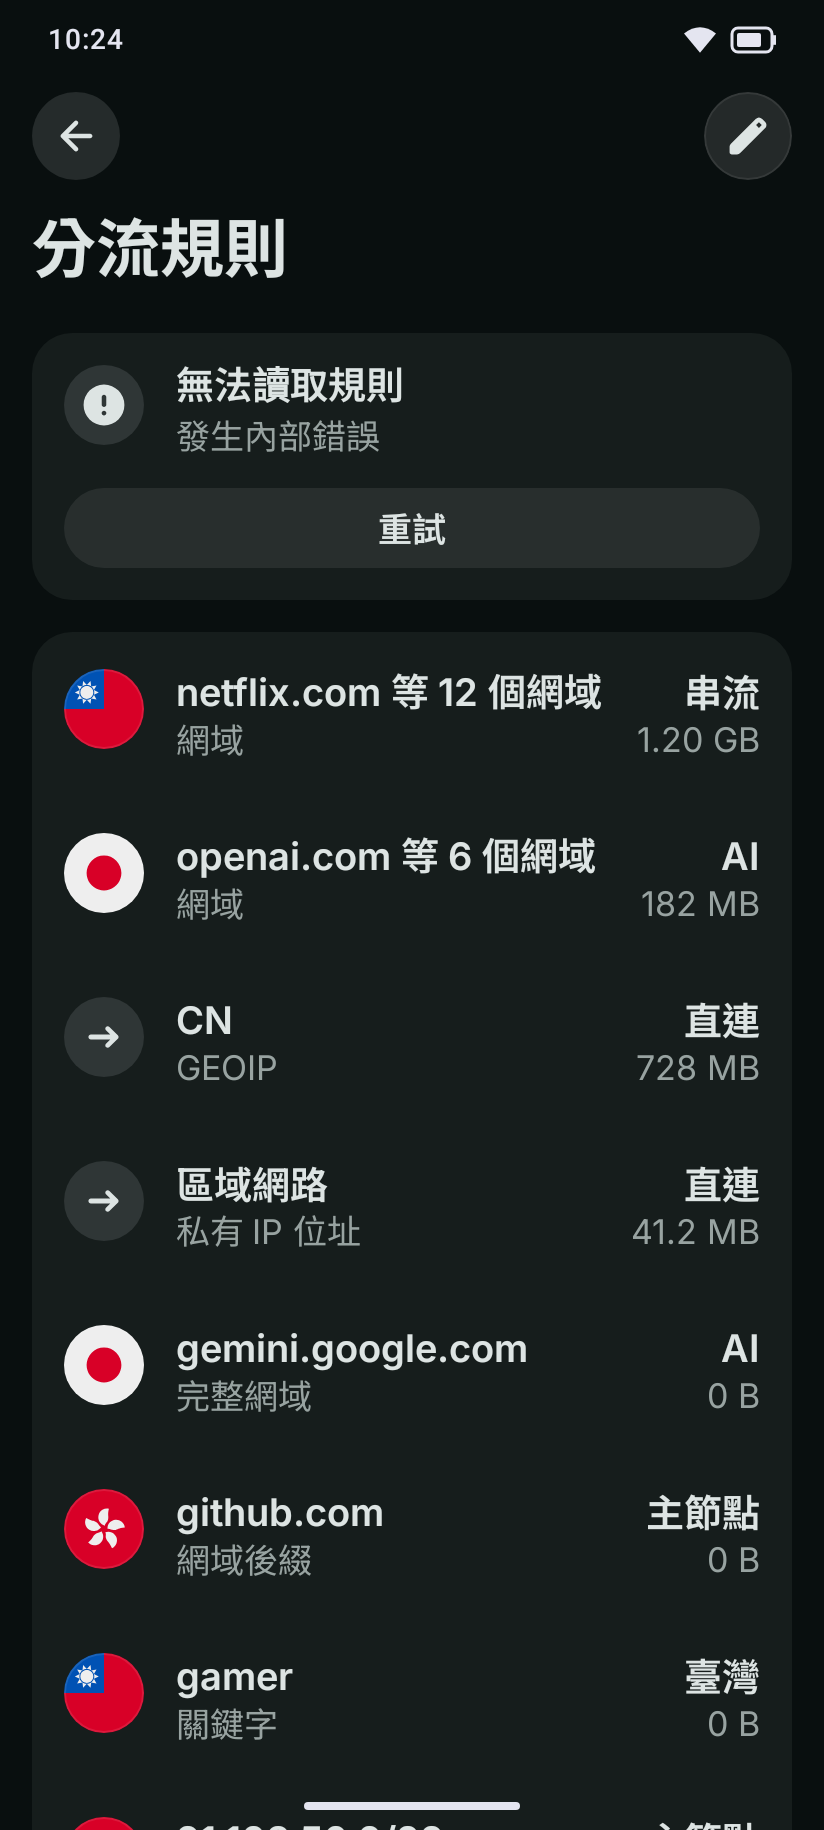 10:24
分流規則
無法讀取規則
發生內部錯誤
重試
netflix.com 等 12 個網域
串流
網域
1.20 GB
openai.com 等 6 個網域
AI
網域
182 MB
CN
直連
GEOIP
728 MB
區域網路
直連
私有 IP 位址
41.2 MB
gemini.google.com
AI
完整網域
0 B
github.com
主節點
網域後綴
0 B
gamer
臺灣
關鍵字
0 B
主節點